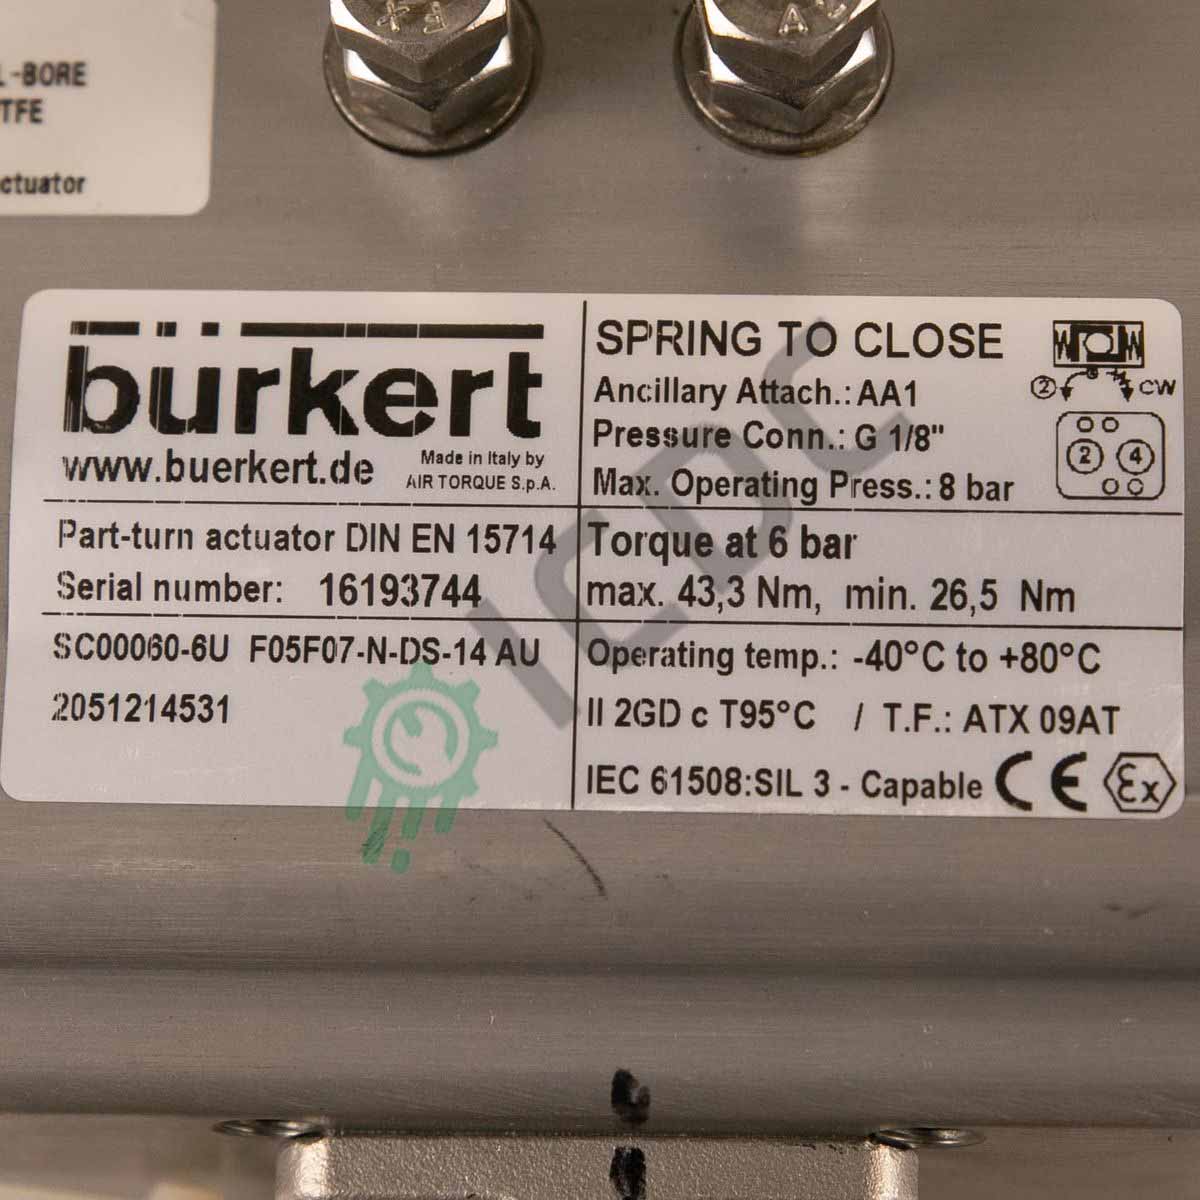 L-BORE
TFE
ctuator
bürkert
www.buerkert.de
Made in Italy by
AIR TORQUE S.p.A.
SPRING TO CLOSE
Ancillary Attach.: AA1
Pressure Conn.: G 1/8"
Max. Operating Press.: 8 bar
2 CW
2 4
Part-turn actuator DIN EN 15714
Serial number: 16193744
Torque at 6 bar
max. 43,3 Nm, min. 26,5 Nm
SC00060-6U F05F07-N-DS-14 AU
2051214531
Operating temp.: -40°C to +80°C
II 2GD c T95°C / T.F.: ATX 09AT
IEC 61508:SIL 3 - Capable CE Ex
ICDC